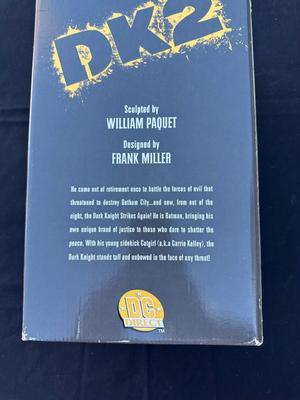 DK2
Sculpted by
WILLIAM PAQUET
Designed by
FRANK MILLER
He came out of retirement once to battle the forces of evil that
threatened to destroy Gotham City...and now, from out of the
night, the Dark Knight Strikes Again! He is Batman, bringing his
own unique brand of justice to those who dare to shatter the
peace. With his young sidekick Catgirl (a.k.a Carrie Kelley), the
Dark Knight stands tall and unbowed in the face of any threat!
DC
DIRECT
TM